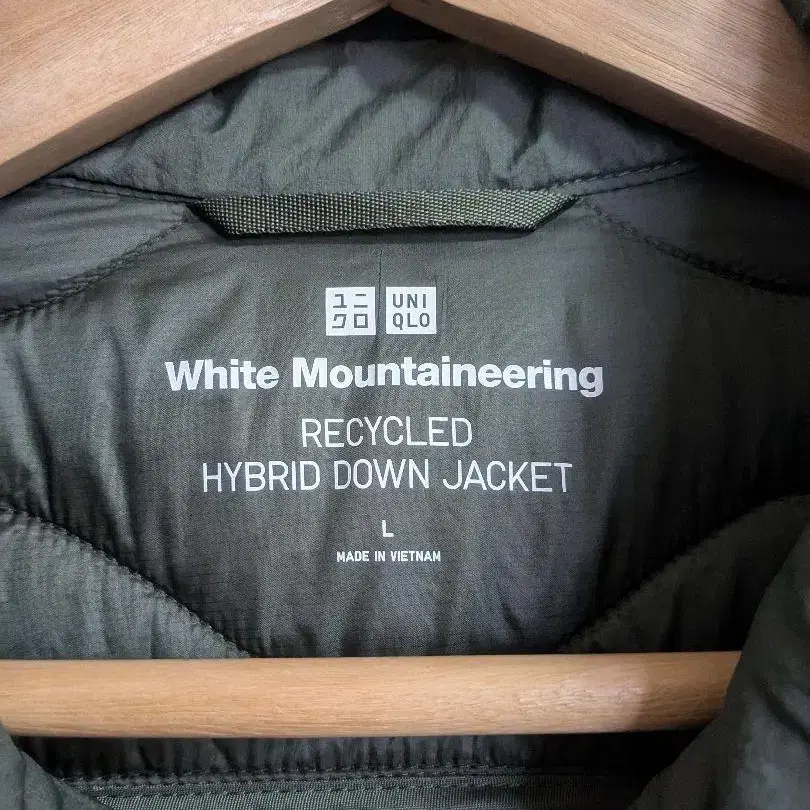 ユニ UNI
クロ QLO
White Mountaineering
RECYCLED
HYBRID DOWN JACKET
L
MADE IN VIETNAM